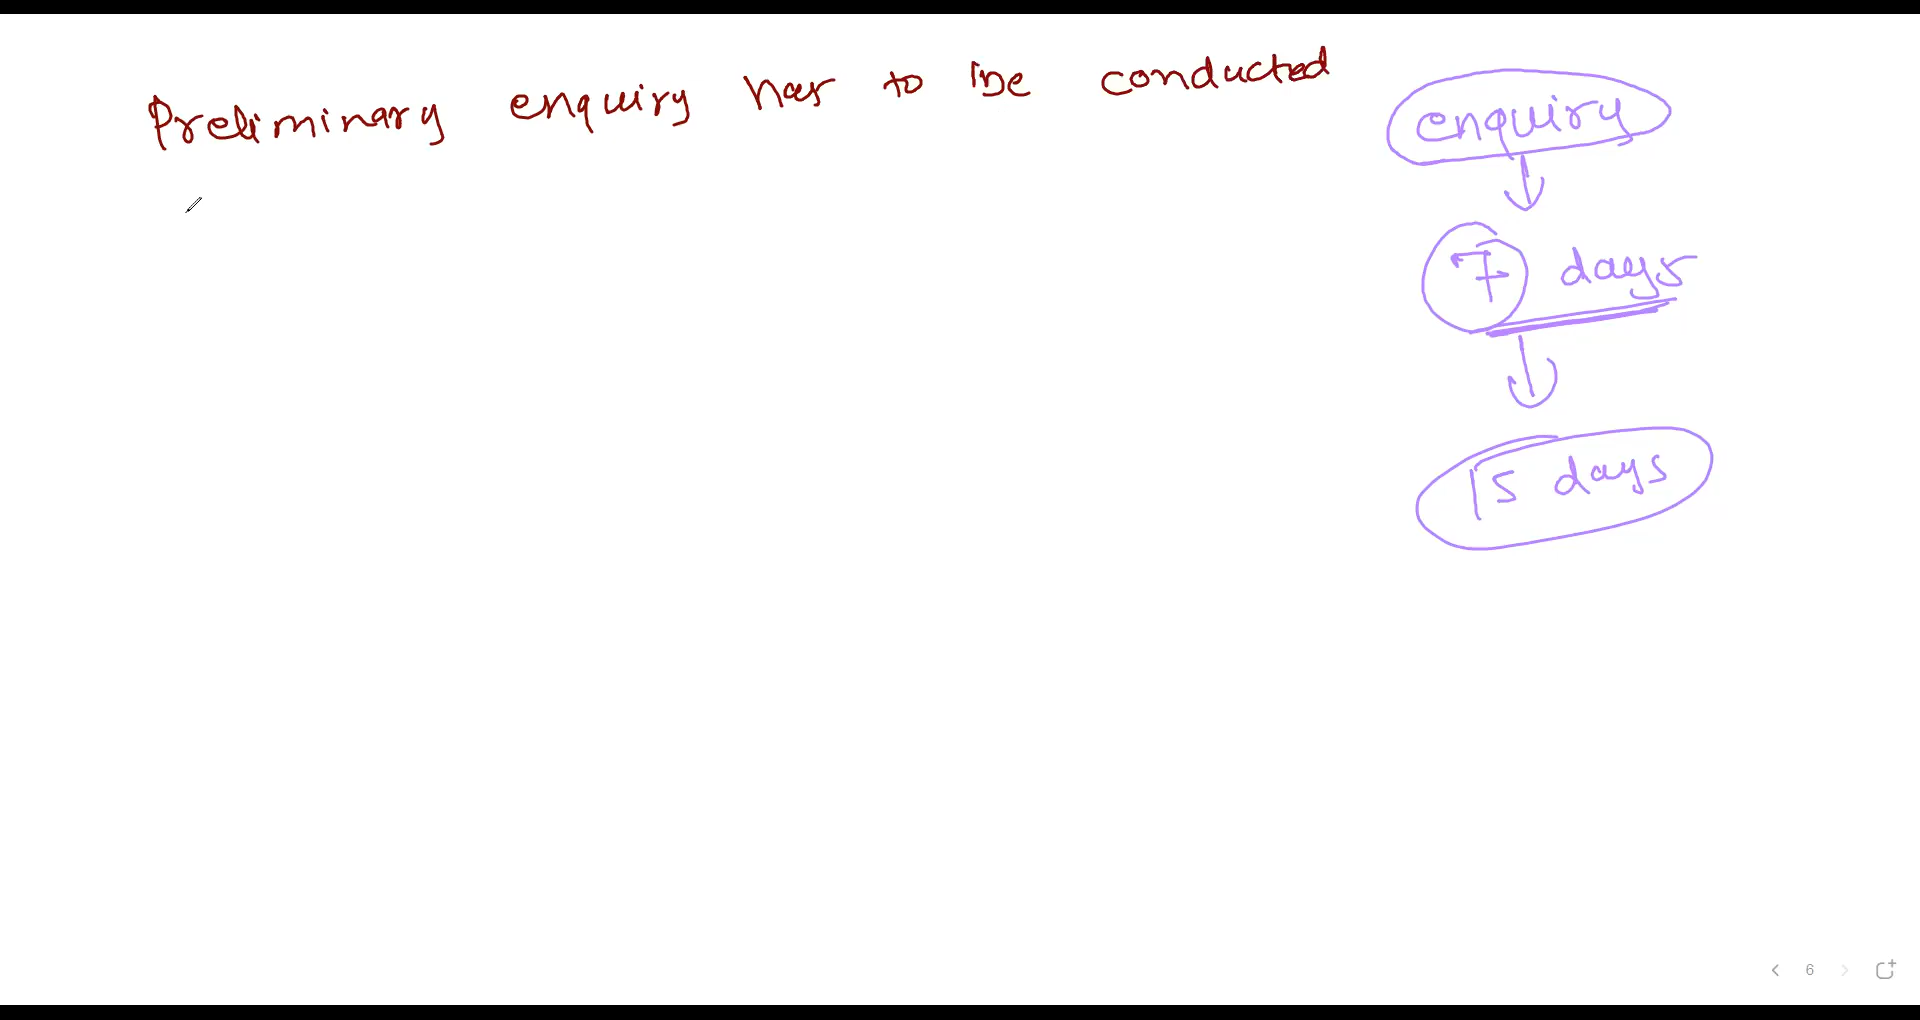 Preliminary enquiry has to be conducted
enquiry
7 days
15 days
6